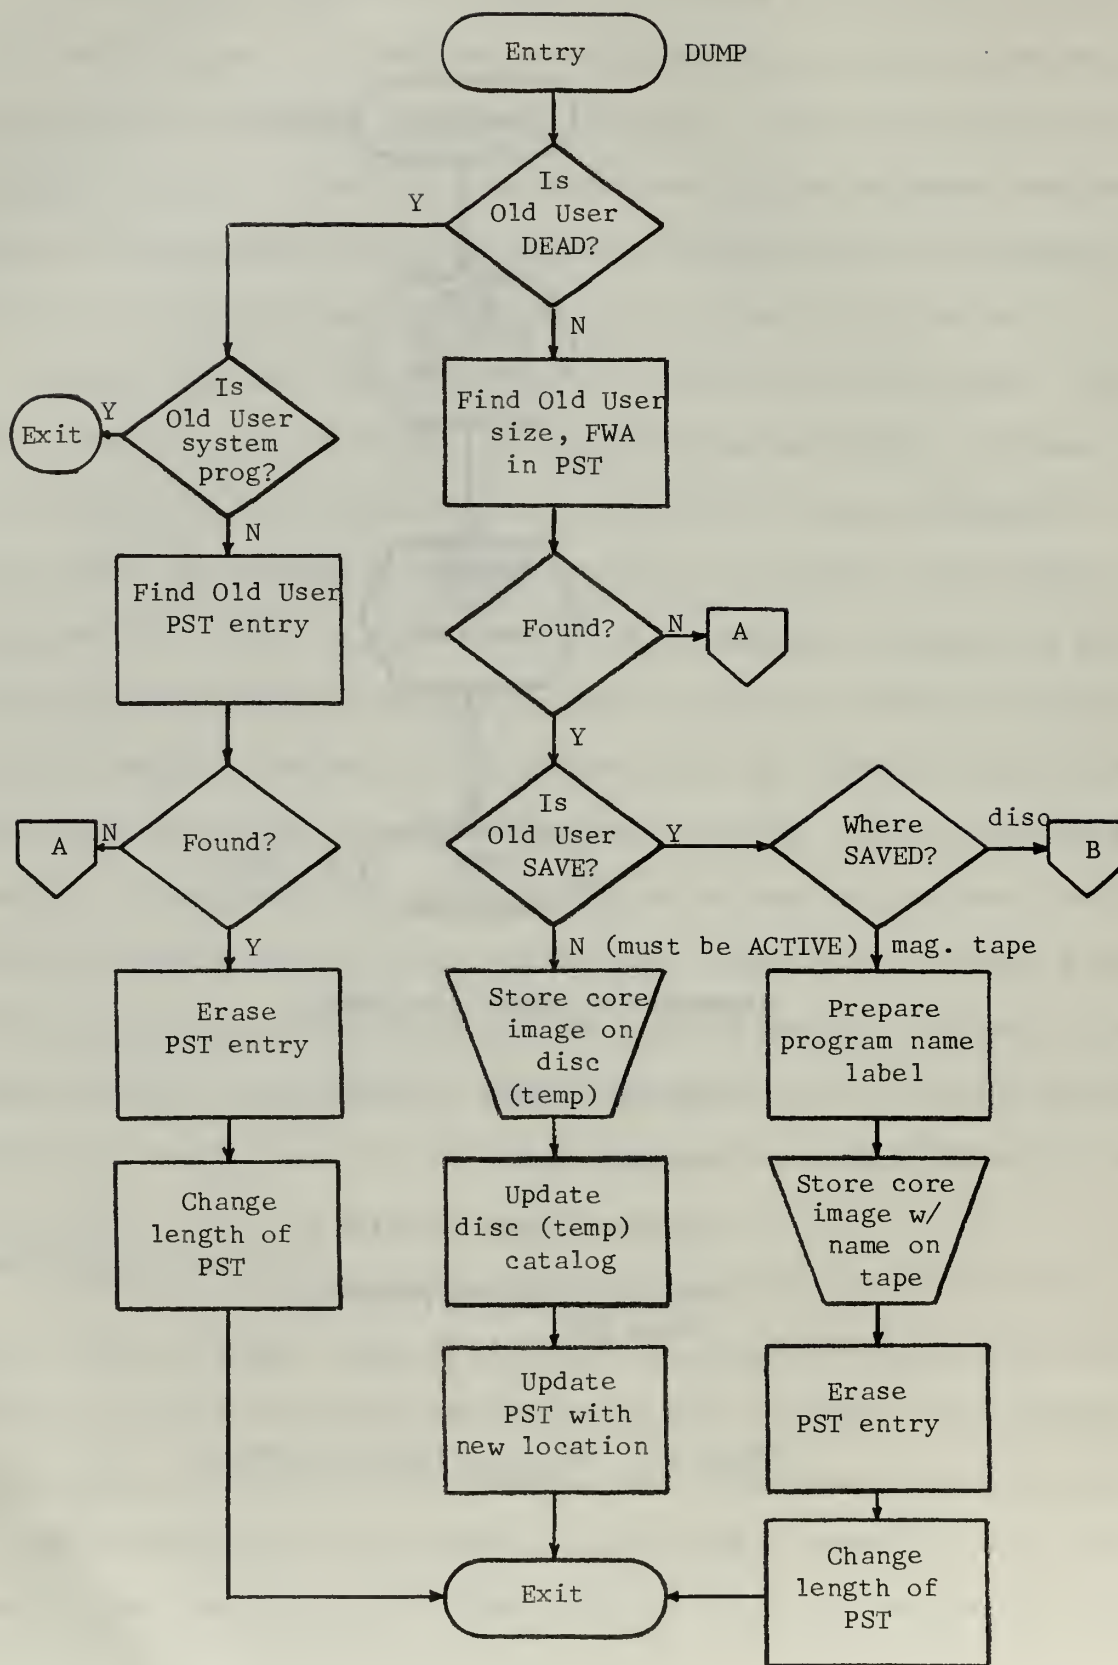 Entry DUMP
Is
Old User
DEAD?
Y
N
Is
Old User
system
prog?
Y
Exit
N
Find Old User
size, FWA
in PST
Find Old User
PST entry
Found?
N
A
Y
Found?
N
A
Y
Is
Old User
SAVE?
Y
Where
SAVED?
disc
B
N (must be ACTIVE)
mag. tape
Erase
PST entry
Store core
image on
disc
(temp)
Prepare
program name
label
Change
length of
PST
Update
disc (temp)
catalog
Store core
image w/
name on
tape
Update
PST with
new location
Erase
PST entry
Exit
Change
length of
PST